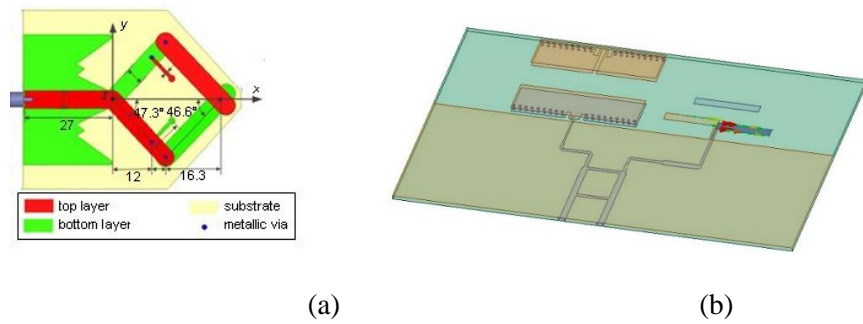 y
z
x
47.3°
46.6°
27
12
16.3
top layer
substrate
bottom layer
metallic via
(a)
(b)